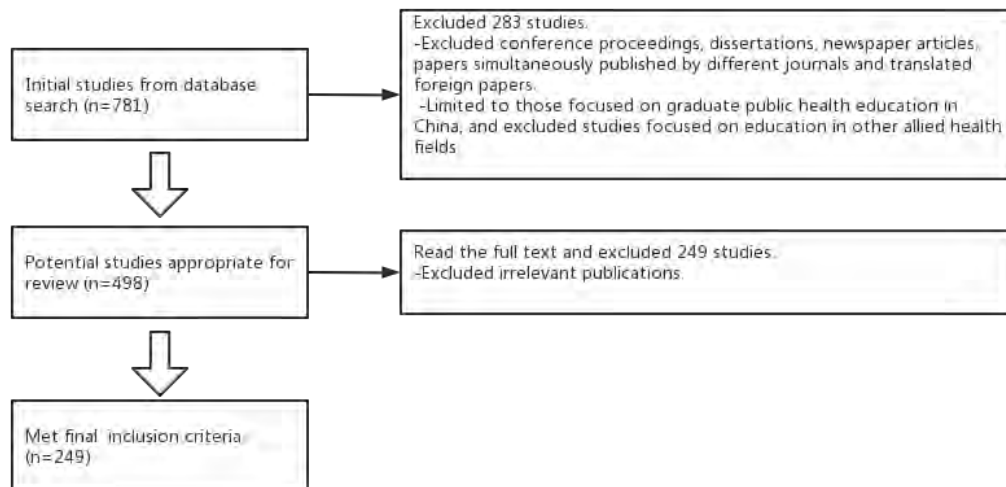 Initial studies from database
search (n=781)
Excluded 283 studies.
-Excluded conference proceedings, dissertations, newspaper articles,
papers simultaneously published by different journals and translated
foreign papers.
-Limited to those focused on graduate public health education in
China, and excluded studies focused on education in other allied health
fields
Potential studies appropriate for
review (n=498)
Read the full text and excluded 249 studies.
-Excluded irrelevant publications.
Met final inclusion criteria
(n=249)